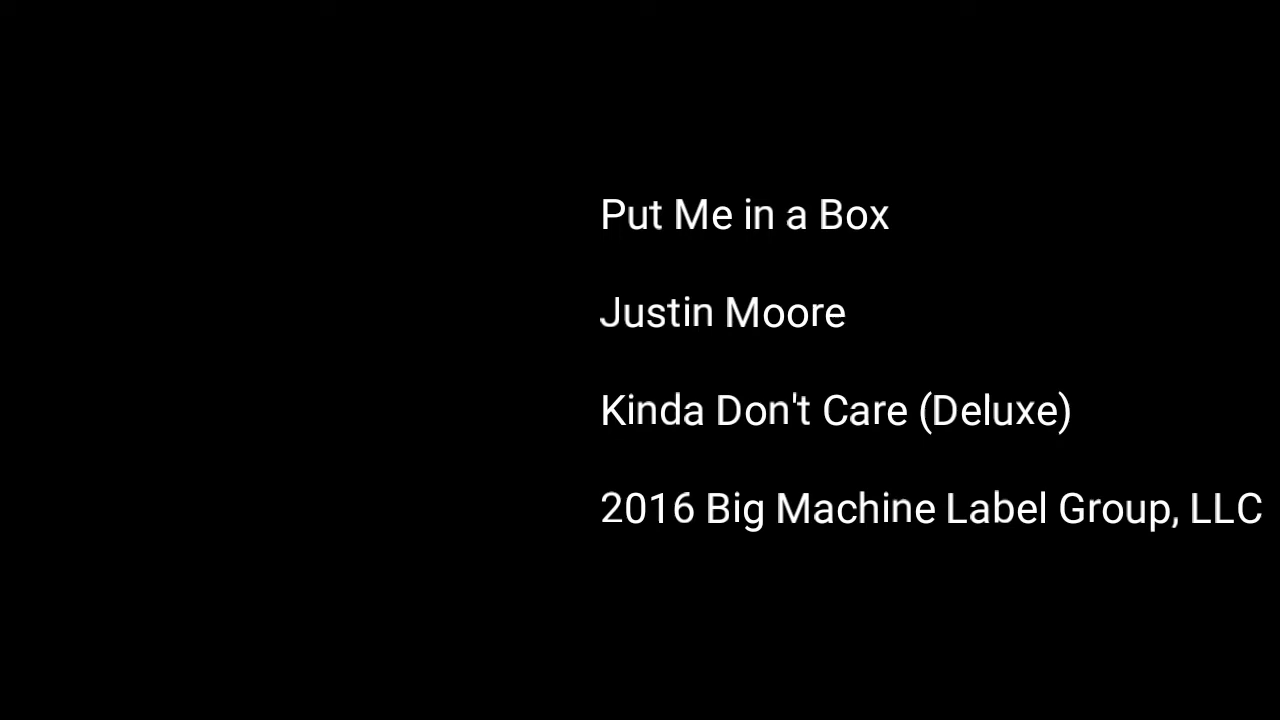 Put Me in a Box
Justin Moore
Kinda Don't Care (Deluxe)
2016 Big Machine Label Group, LLC